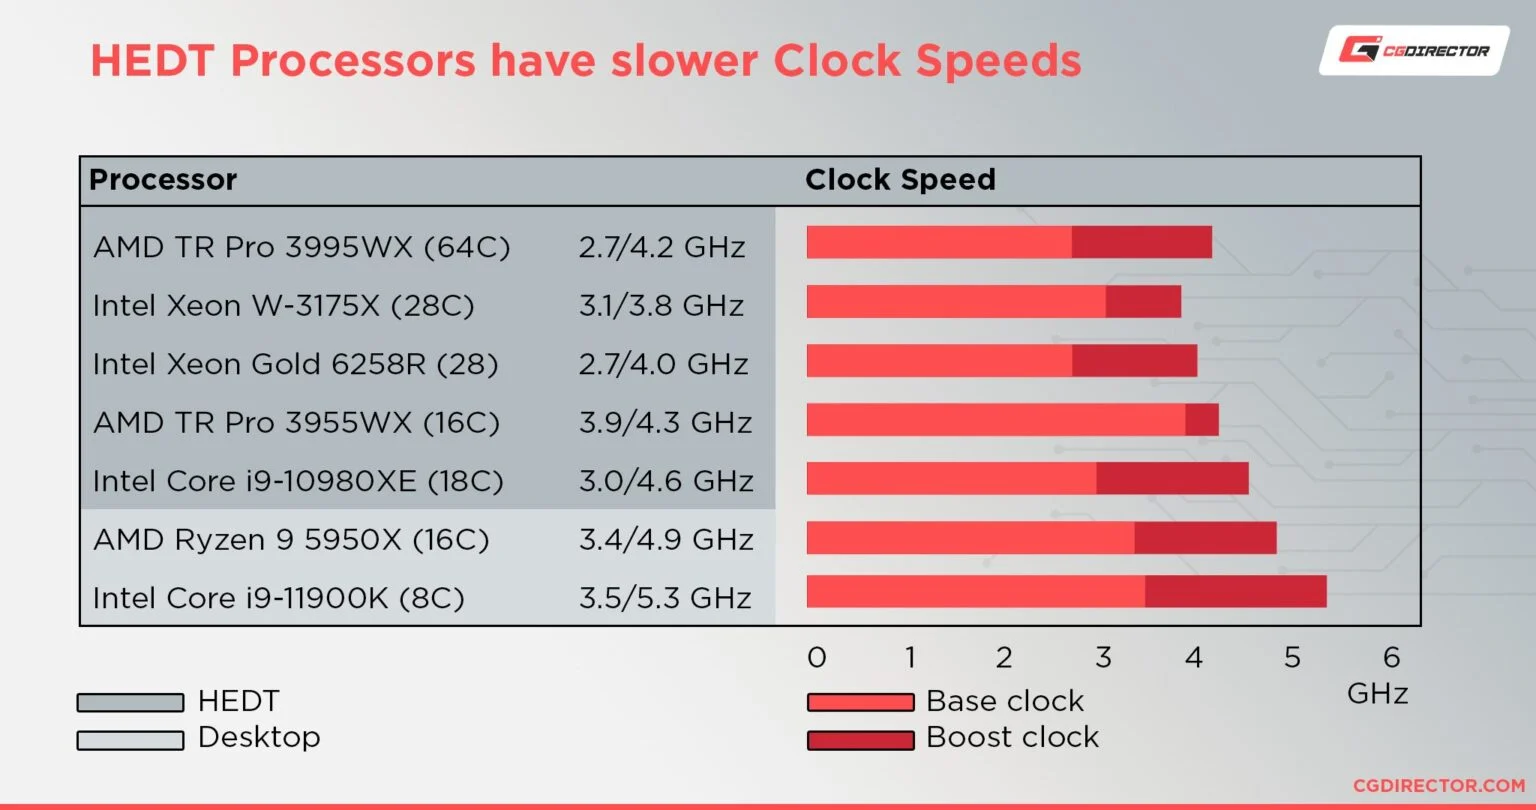 HEDT Processors have slower Clock Speeds
CGDIRECTOR
Processor Clock Speed
AMD TR Pro 3995WX (64C) 2.7/4.2 GHz
Intel Xeon W-3175X (28C) 3.1/3.8 GHz
Intel Xeon Gold 6258R (28) 2.7/4.0 GHz
AMD TR Pro 3955WX (16C) 3.9/4.3 GHz
Intel Core i9-10980XE (18C) 3.0/4.6 GHz
AMD Ryzen 9 5950X (16C) 3.4/4.9 GHz
Intel Core i9-11900K (8C) 3.5/5.3 GHz
0 1 2 3 4 5 6
GHz
HEDT
Desktop
Base clock
Boost clock
CGDIRECTOR.COM